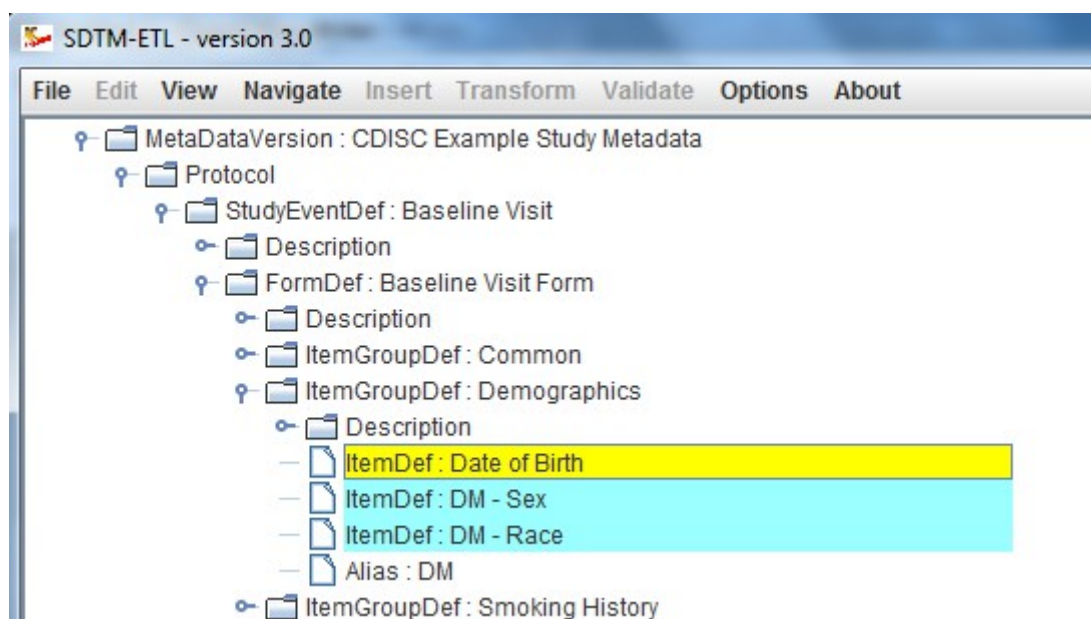 SDTM-ETL - version 3.0
File Edit View Navigate Insert Transform Validate Options About
MetaDataVersion : CDISC Example Study Metadata
Protocol
StudyEventDef : Baseline Visit
Description
FormDef : Baseline Visit Form
Description
ItemGroupDef : Common
ItemGroupDef : Demographics
Description
ItemDef : Date of Birth
ItemDef : DM - Sex
ItemDef : DM - Race
Alias : DM
ItemGroupDef : Smoking History